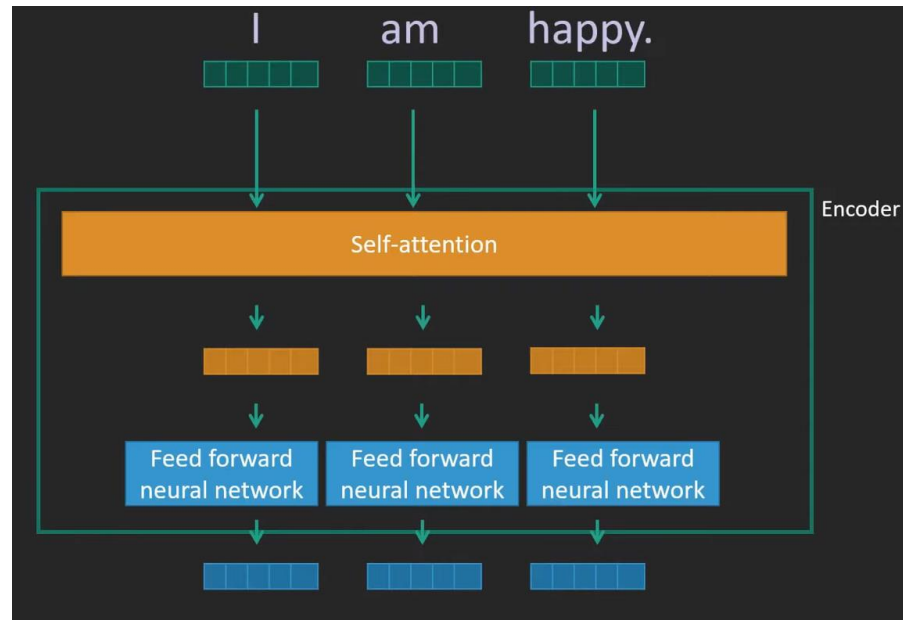 I am happy.
Encoder
Self-attention
Feed forward
neural network
Feed forward
neural network
Feed forward
neural network